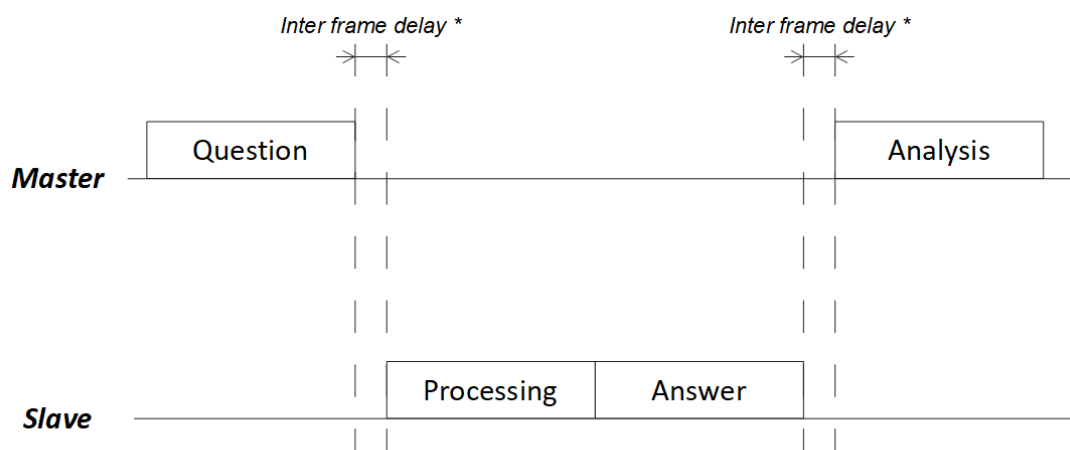 Inter frame delay * Inter frame delay *
Question Analysis
Master
Processing Answer
Slave